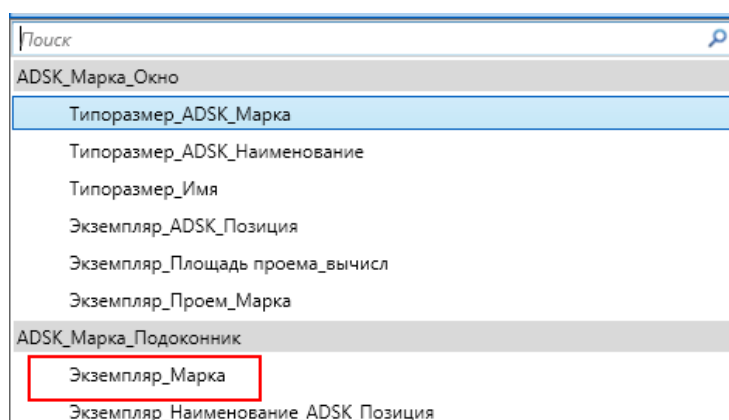 Поиск
ADSK_Марка_Окно
Типоразмер_ADSK_Марка
Типоразмер_ADSK_Наименование
Типоразмер_Имя
Экземпляр_ADSK_Позиция
Экземпляр_Площадь проема_вычисл
Экземпляр_Проем_Марка
ADSK_Марка_Подоконник
Экземпляр_Марка
Экземпляр_Наименование_ADSK_Позиция